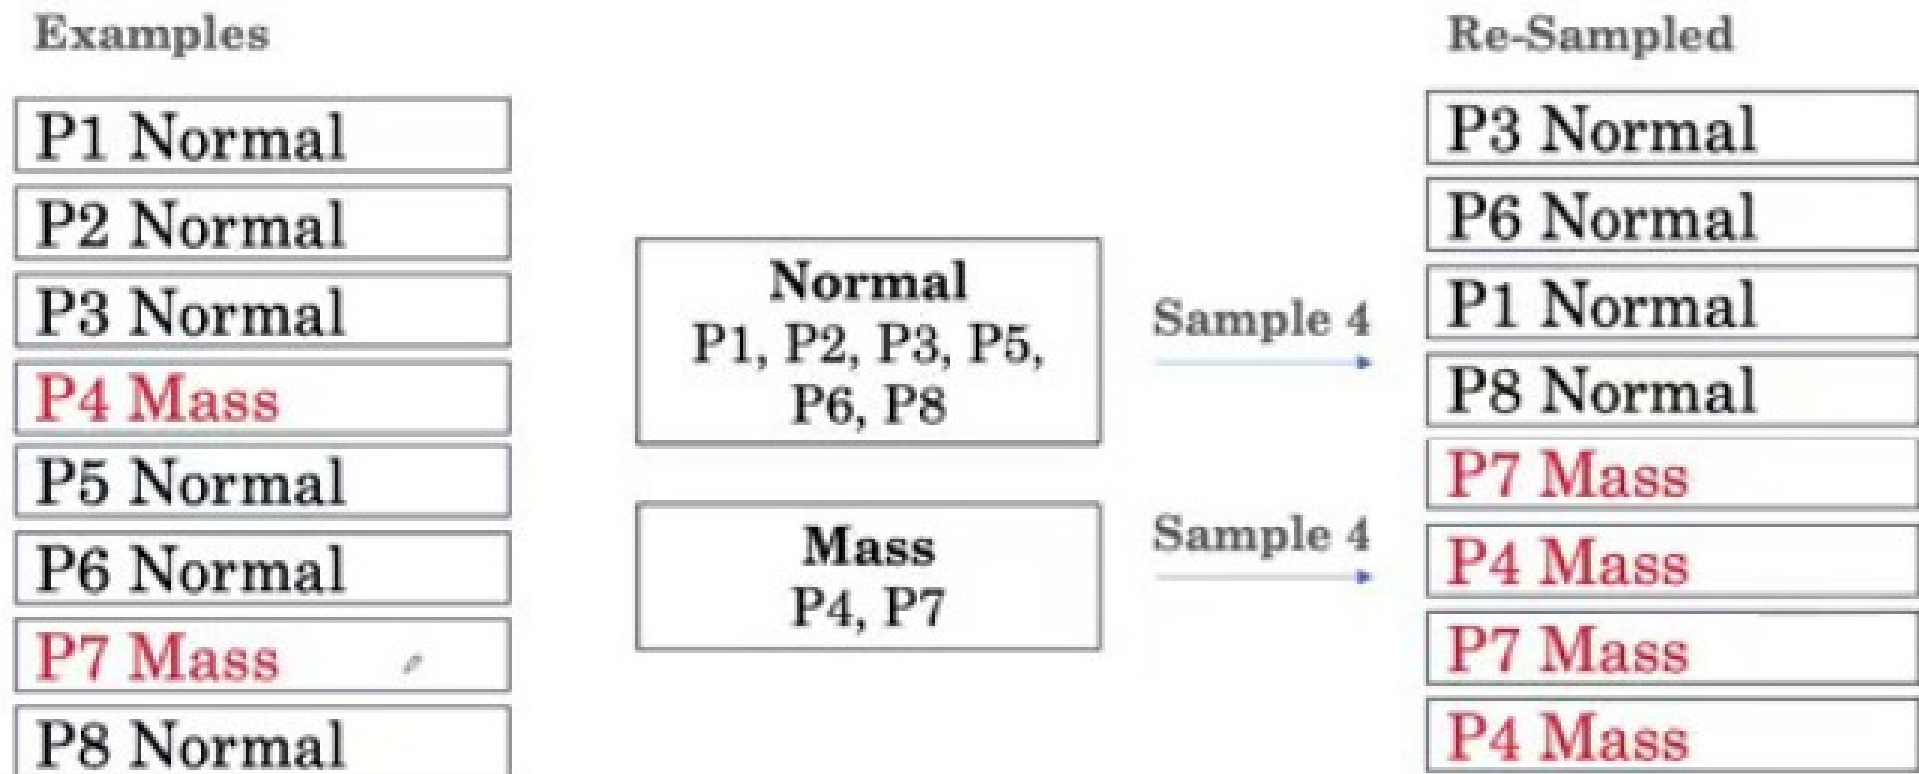 Examples
P1 Normal
P2 Normal
P3 Normal
P4 Mass
P5 Normal
P6 Normal
P7 Mass
P8 Normal
Normal
P1, P2, P3, P5,
P6, P8
Mass
P4, P7
Sample 4
Sample 4
Re-Sampled
P3 Normal
P6 Normal
P1 Normal
P8 Normal
P7 Mass
P4 Mass
P7 Mass
P4 Mass